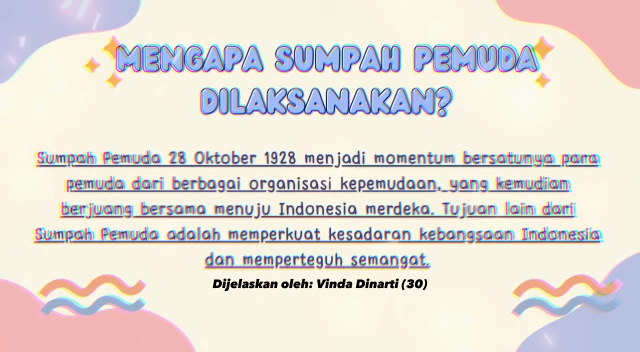 MENGAPA SUMPAH PEMUDA
DILAKSANAKAN?
Sumpah Pemuda 28 Oktober 1928 menjadi momentum bersatunya para
pemuda dari berbagai organisasi kepemudaan, yang kemudian
berjuang bersama menuju Indonesia merdeka. Tujuan lain dari
Sumpah Pemuda adalah memperkuat kesadaran kebangsaan Indonesia
dan memperteguh semangat.
Dijelaskan oleh: Vinda Dinarti (30)